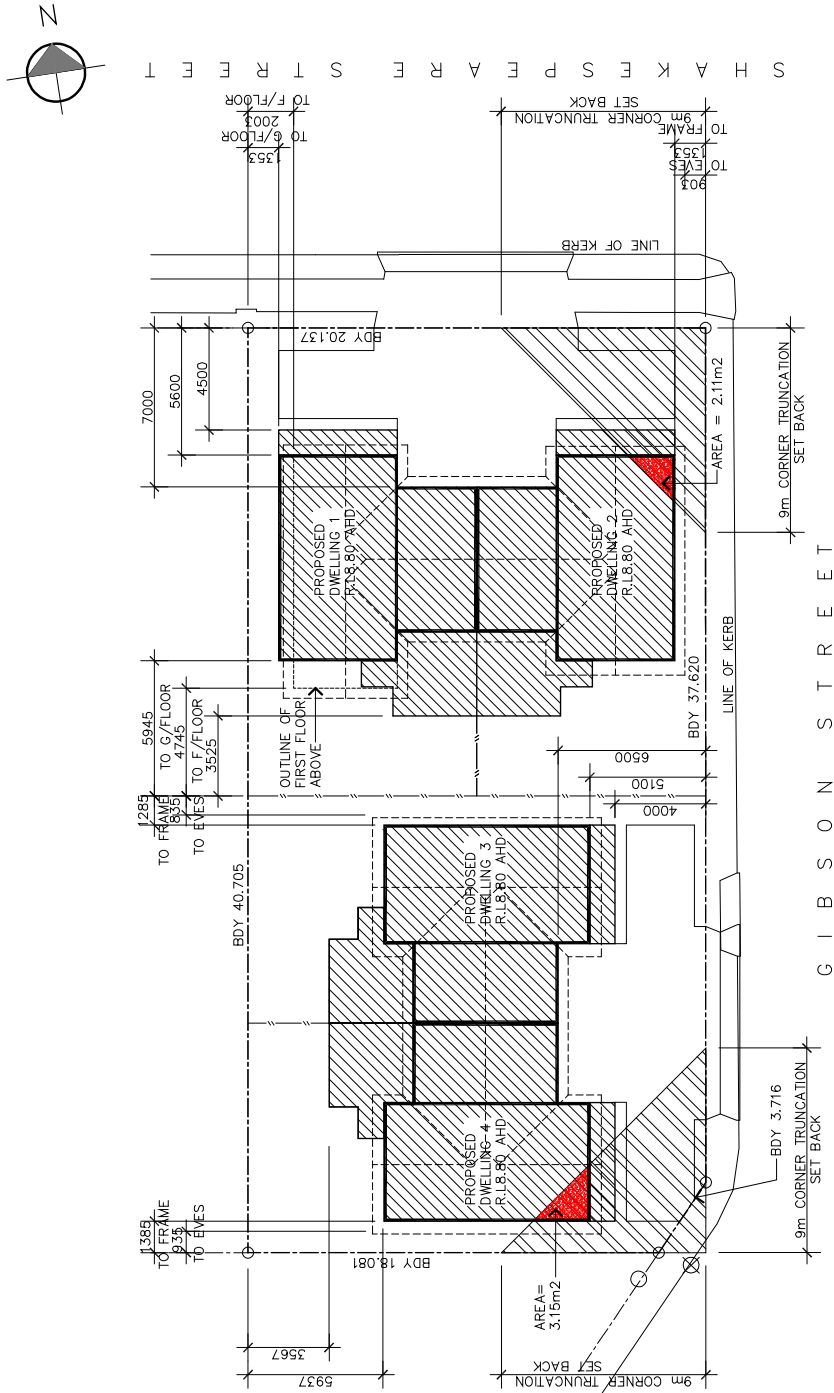 N
SHAKESPEARE STREET
TO F/FLOOR
2003
TO G/FLOOR
1353
9m CORNER TRUNCATION
SET BACK
TO FRAME
1353
TO EVES
903
LINE OF KERB
BDY 20.137
7000
5600
4500
AREA = 2.11m2
9m CORNER TRUNCATION
SET BACK
PROPOSED
DWELLING 1
R.L8.80 AHD
PROPOSED
DWELLING 2
R.L8.80 AHD
5945
TO G/FLOOR
4745
TO F/FLOOR
3525
OUTLINE OF
FIRST FLOOR
ABOVE
BDY 37.620
LINE OF KERB
GIBSON STREET
6500
5100
4000
1285
TO FRAME
835
TO EVES
BDY 40.705
PROPOSED
DWELLING 3
R.L8.80 AHD
PROPOSED
DWELLING 4
R.L8.80 AHD
1385
TO FRAME
935
TO EVES
BDY 18.081
AREA=
3.15m2
BDY 3.716
9m CORNER TRUNCATION
SET BACK
3567
5937
9m CORNER TRUNCATION
SET BACK